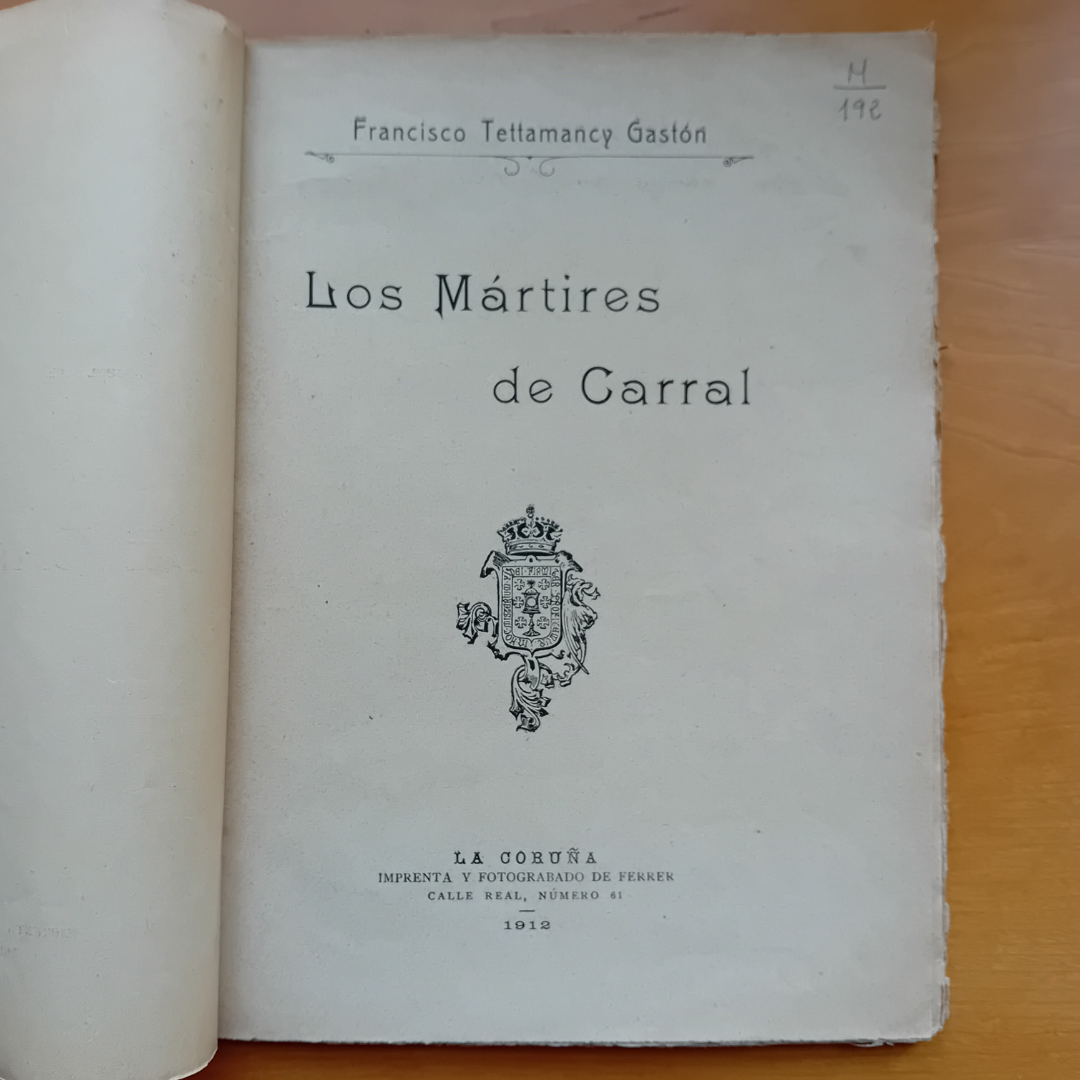 M
192
Francisco Tettamancy Gastón
Los Mártires
de Carral
LA CORUÑA
IMPRENTA Y FOTOGRABADO DE FERRER
CALLE REAL, NÚMERO 61
1912